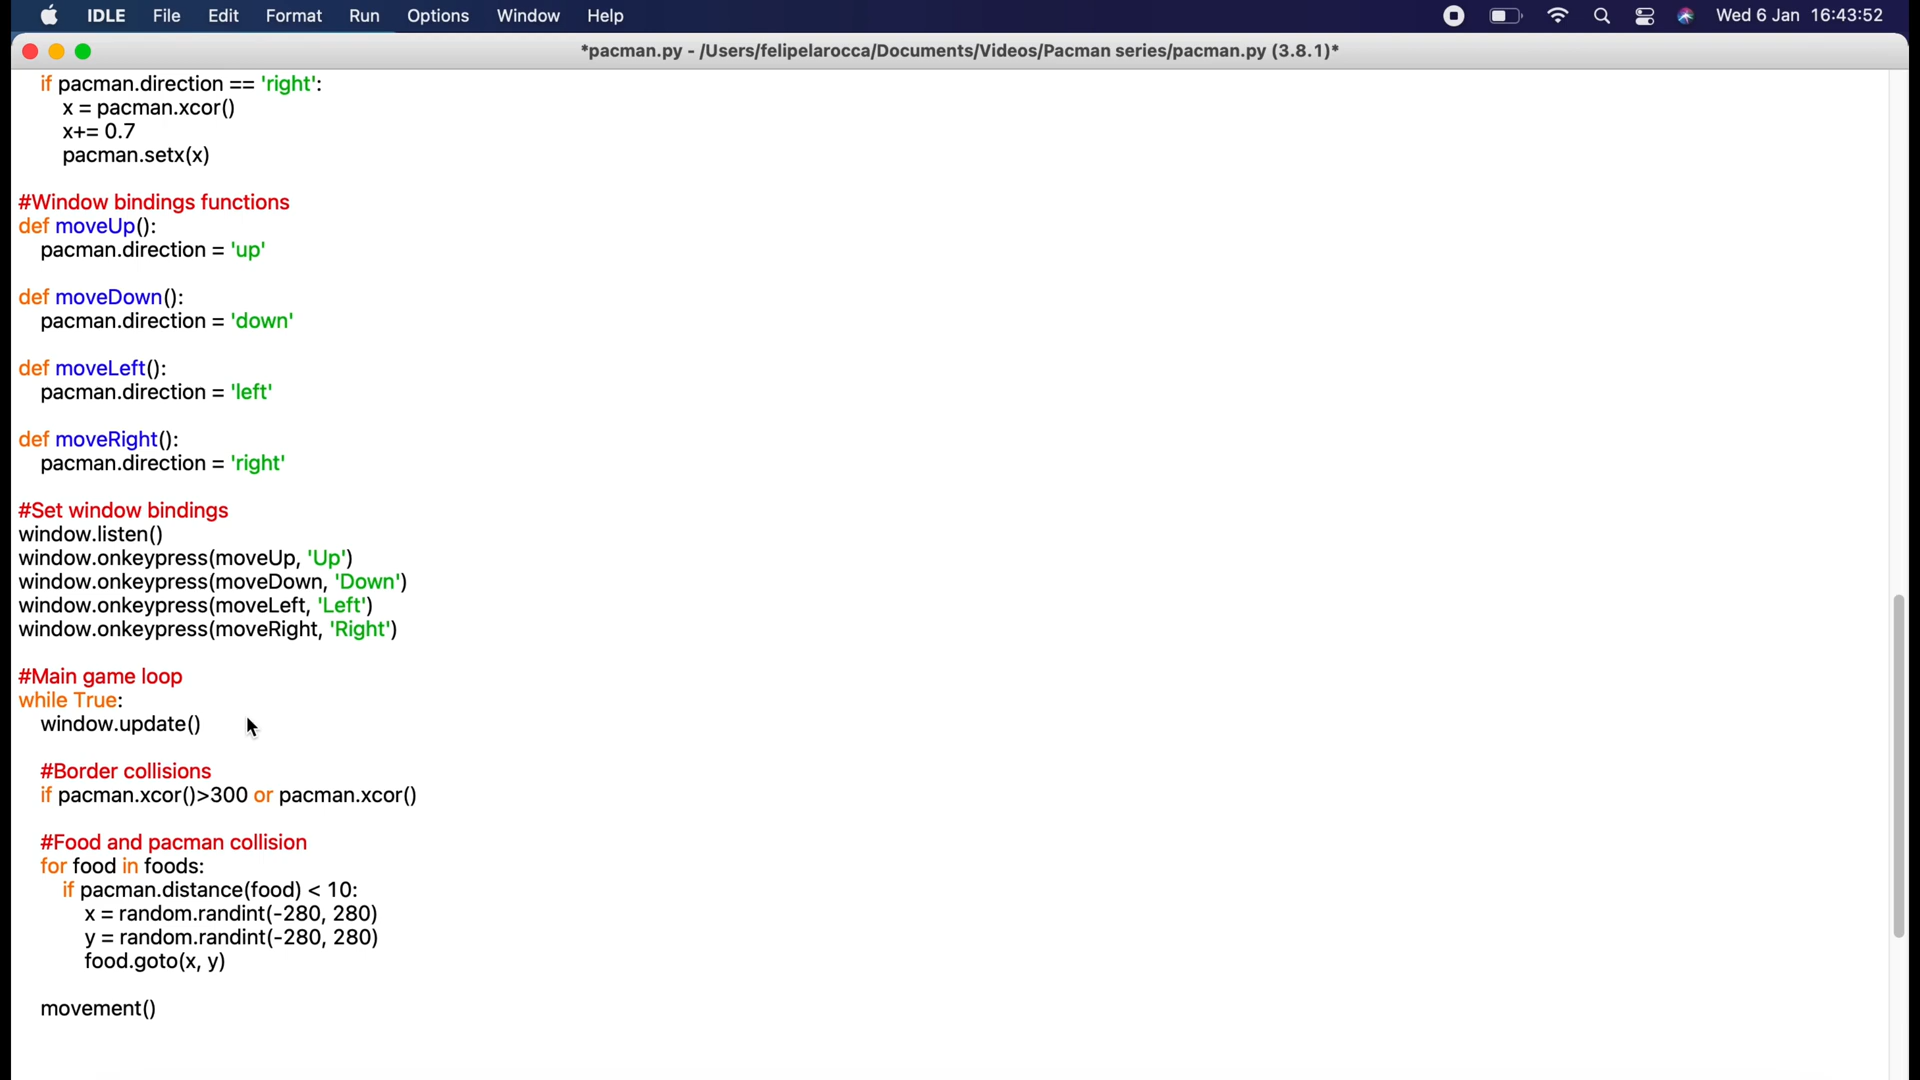 IDLE File Edit Format Run Options Window Help Wed 6 Jan 16:43:52
*pacman.py - /Users/felipelarocca/Documents/Videos/Pacman series/pacman.py (3.8.1)*
if pacman.direction == 'right':
x = pacman.xcor()
x+= 0.7
pacman.setx(x)
#Window bindings functions
def moveUp():
pacman.direction = 'up'
def moveDown():
pacman.direction = 'down'
def moveLeft():
pacman.direction = 'left'
def moveRight():
pacman.direction = 'right'
#Set window bindings
window.listen()
window.onkeypress(moveUp, 'Up')
window.onkeypress(moveDown, 'Down')
window.onkeypress(moveLeft, 'Left')
window.onkeypress(moveRight, 'Right')
#Main game loop
while True:
window.update()
#Border collisions
if pacman.xcor()>300 or pacman.xcor()
#Food and pacman collision
for food in foods:
if pacman.distance(food) < 10:
x = random.randint(-280, 280)
y = random.randint(-280, 280)
food.goto(x, y)
movement()